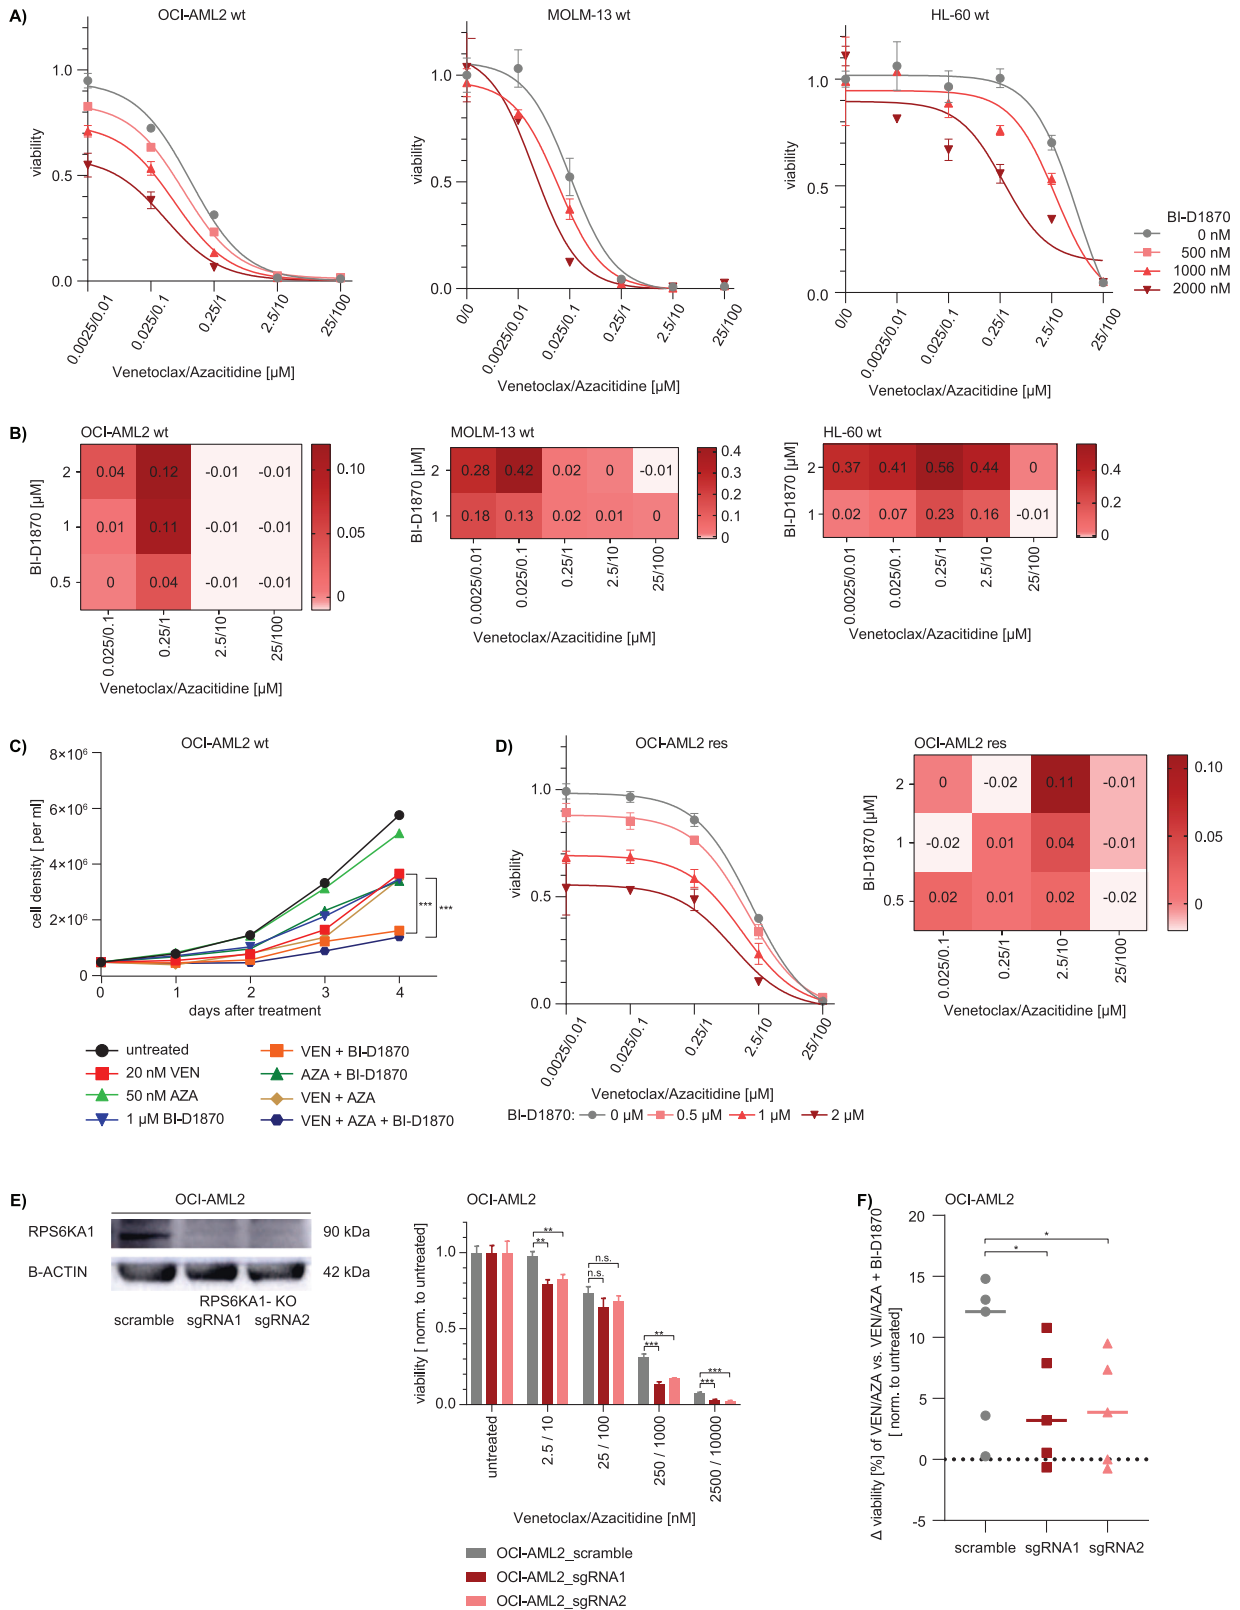 A)
OCI-AML2 wt
MOLM-13 wt
HL-60 wt
viability
1.0
0.5
0.0
0.0025/0.01
0.025/0.1
0.25/1
2.5/10
25/100
Venetoclax/Azacitidine [µM]
viability
1.0
0.5
0.0
0/0
0.0025/0.01
0.025/0.1
0.25/1
2.5/10
25/100
Venetoclax/Azacitidine [µM]
viability
1.0
0.5
0.0
0/0
0.0025/0.01
0.025/0.1
0.25/1
2.5/10
25/100
Venetoclax/Azacitidine [µM]
BI-D1870
0 nM
500 nM
1000 nM
2000 nM
B)
OCI-AML2 wt
BI-D1870 [µM]
2 0.04 0.12 -0.01 -0.01
1 0.01 0.11 -0.01 -0.01
0.5 0 0.04 -0.01 -0.01
0.025/0.1
0.25/1
2.5/10
25/100
Venetoclax/Azacitidine [µM]
0.10
0.05
0
MOLM-13 wt
BI-D1870 [µM]
2 0.28 0.42 0.02 0 -0.01
1 0.18 0.13 0.02 0.01 0
0.0025/0.01
0.025/0.1
0.25/1
2.5/10
25/100
Venetoclax/Azacitidine [µM]
0.4
0.3
0.2
0.1
0
HL-60 wt
BI-D1870 [µM]
2 0.37 0.41 0.56 0.44 0
1 0.02 0.07 0.23 0.16 -0.01
0.0025/0.01
0.025/0.1
0.25/1
2.5/10
25/100
Venetoclax/Azacitidine [µM]
0.4
0.2
0
C)
OCI-AML2 wt
cell density [ per ml]
8×10⁶
6×10⁶
4×10⁶
2×10⁶
0
0 1 2 3 4
days after treatment
***
***
untreated
20 nM VEN
50 nM AZA
1 µM BI-D1870
VEN + BI-D1870
AZA + BI-D1870
VEN + AZA
VEN + AZA + BI-D1870
D)
OCI-AML2 res
viability
1.0
0.5
0.0
0.0025/0.01
0.025/0.1
0.25/1
2.5/10
25/100
Venetoclax/Azacitidine [µM]
BI-D1870: 0 µM 0.5 µM 1 µM 2 µM
OCI-AML2 res
BI-D1870 [µM]
2 0 -0.02 0.11 -0.01
1 -0.02 0.01 0.04 -0.01
0.5 0.02 0.01 0.02 -0.02
0.025/0.1
0.25/1
2.5/10
25/100
Venetoclax/Azacitidine [µM]
0.10
0.05
0
E)
OCI-AML2
RPS6KA1 90 kDa
B-ACTIN 42 kDa
RPS6KA1- KO
scramble sgRNA1 sgRNA2
OCI-AML2
viability [ norm. to untreated]
1.0
0.5
0.0
**
**
n.s.
n.s.
**
***
***
***
untreated
2.5 / 10
25 / 100
250 / 1000
2500 / 10000
Venetoclax/Azacitidine [nM]
OCI-AML2_scramble
OCI-AML2_sgRNA1
OCI-AML2_sgRNA2
F)
OCI-AML2
Δ viability [%] of VEN/AZA vs. VEN/AZA + BI-D1870
[ norm. to untreated]
20
15
10
5
0
-5
*
*
scramble sgRNA1 sgRNA2